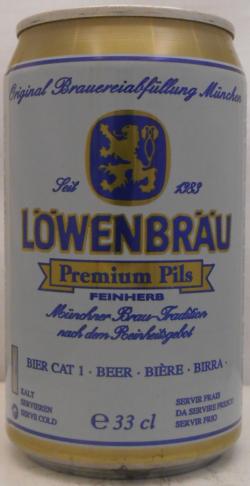 Original Brauereiabfüllung München
Seit 1383
LÖWENBRÄU
Premium Pils
FEINHERB
Münchner Brau-Tradition
nach dem Reinheitsgebot
BIER CAT 1 · BEER · BIÈRE · BIRRA ·
KALT
SERVIEREN
SERVE COLD
e 33 cl
SERVIR FRAIS
DA SERVIRE FRESCO
SERVIR FRIO